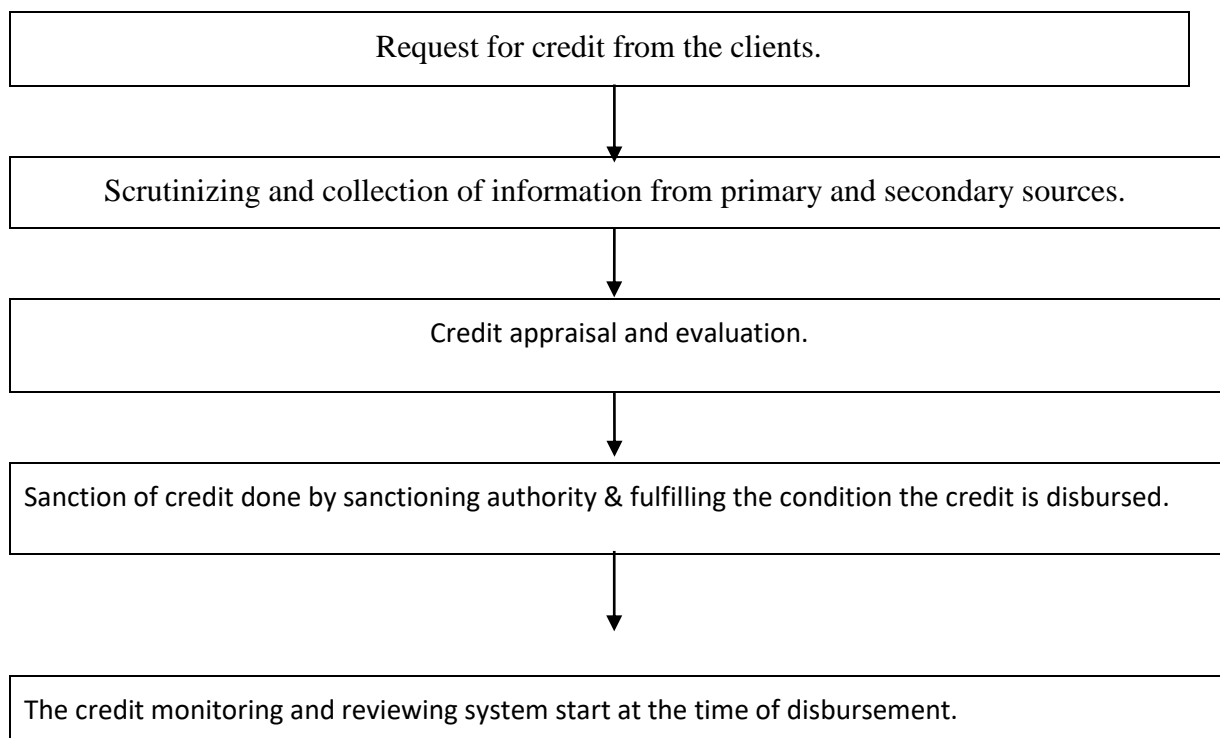 Request for credit from the clients.
Scrutinizing and collection of information from primary and secondary sources.
Credit appraisal and evaluation.
Sanction of credit done by sanctioning authority & fulfilling the condition the credit is disbursed.
The credit monitoring and reviewing system start at the time of disbursement.